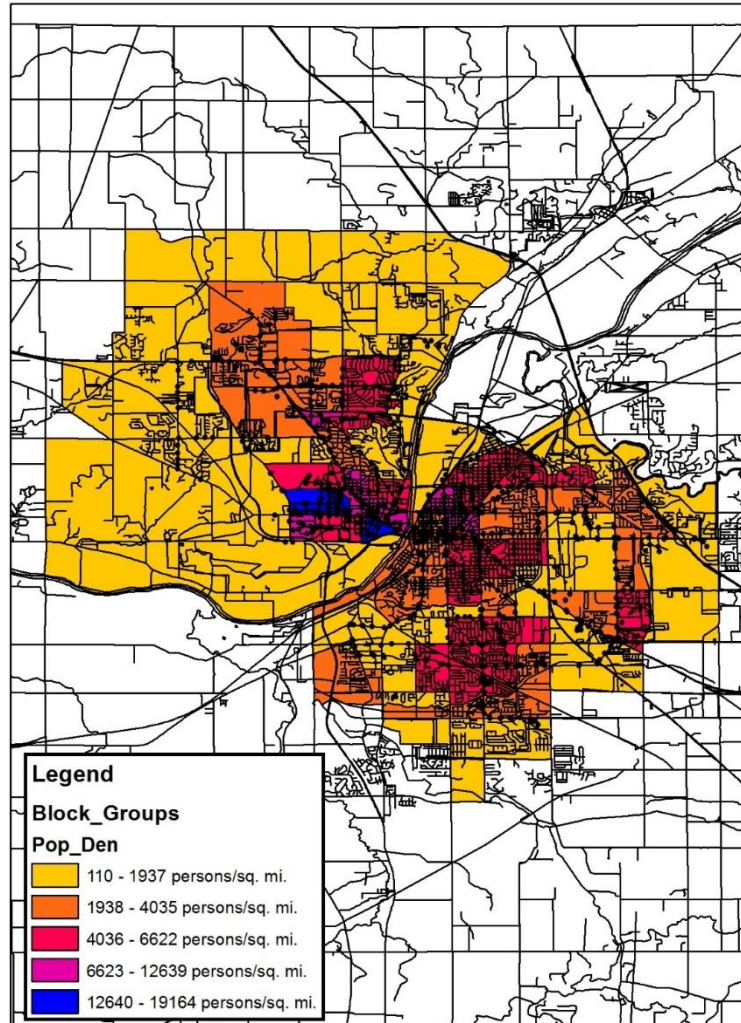 Legend
Block_Groups
Pop_Den
110 - 1937 persons/sq. mi.
1938 - 4035 persons/sq. mi.
4036 - 6622 persons/sq. mi.
6623 - 12639 persons/sq. mi.
12640 - 19164 persons/sq. mi.